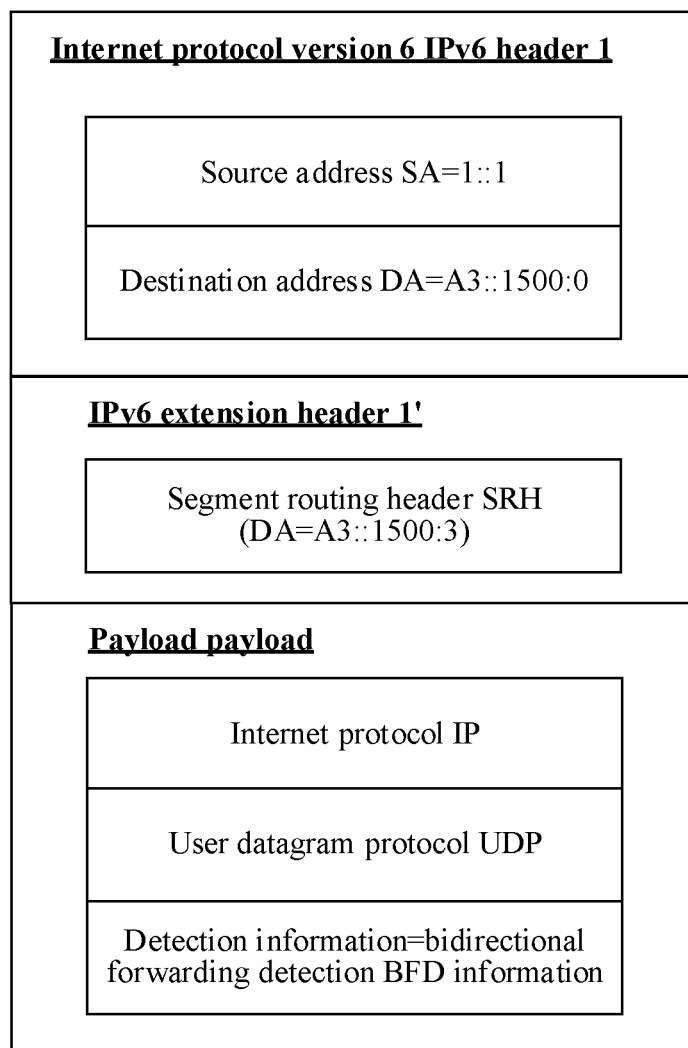 Internet protocol version 6 IPv6 header 1
Source address SA=1::1
Destination address DA=A3::1500:0
IPv6 extension header 1'
Segment routing header SRH
(DA=A3::1500:3)
Payload payload
Internet protocol IP
User datagram protocol UDP
Detection information=bidirectional
forwarding detection BFD information